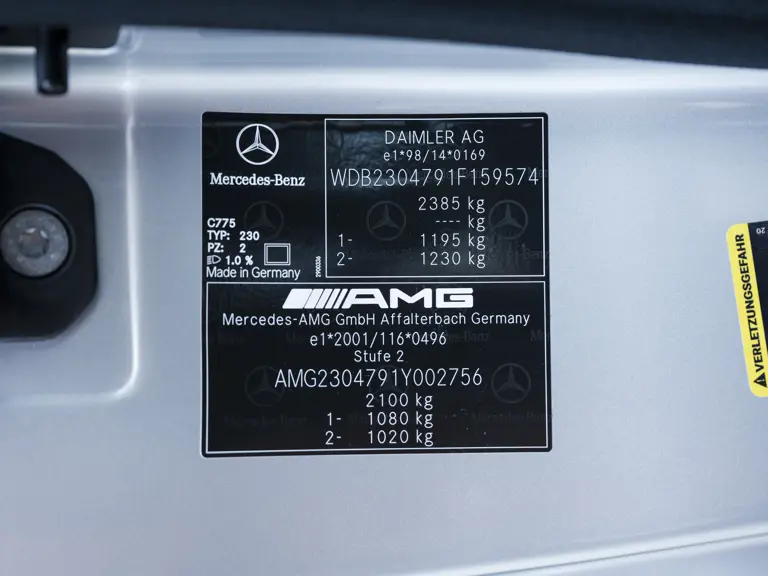 Mercedes-Benz
C775
TYP: 230
PZ: 2
1.0 %
Made in Germany
DAIMLER AG
e1*98/14*0169
WDB2304791F159574
2385 kg
---- kg
1- 1195 kg
2- 1230 kg
AMG
Mercedes-AMG GmbH Affalterbach Germany
e1*2001/116*0496
Stufe 2
AMG2304791Y002756
2100 kg
1- 1080 kg
2- 1020 kg
VERLETZUNGSGEFAHR
20